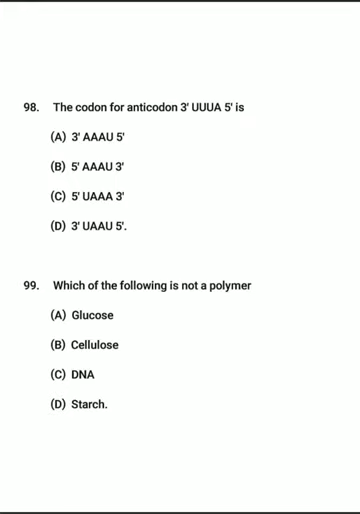 98. The codon for anticodon 3' UUUA 5' is
(A) 3' AAAU 5'
(B) 5' AAAU 3'
(C) 5' UAAA 3'
(D) 3' UAAU 5'.
99. Which of the following is not a polymer
(A) Glucose
(B) Cellulose
(C) DNA
(D) Starch.